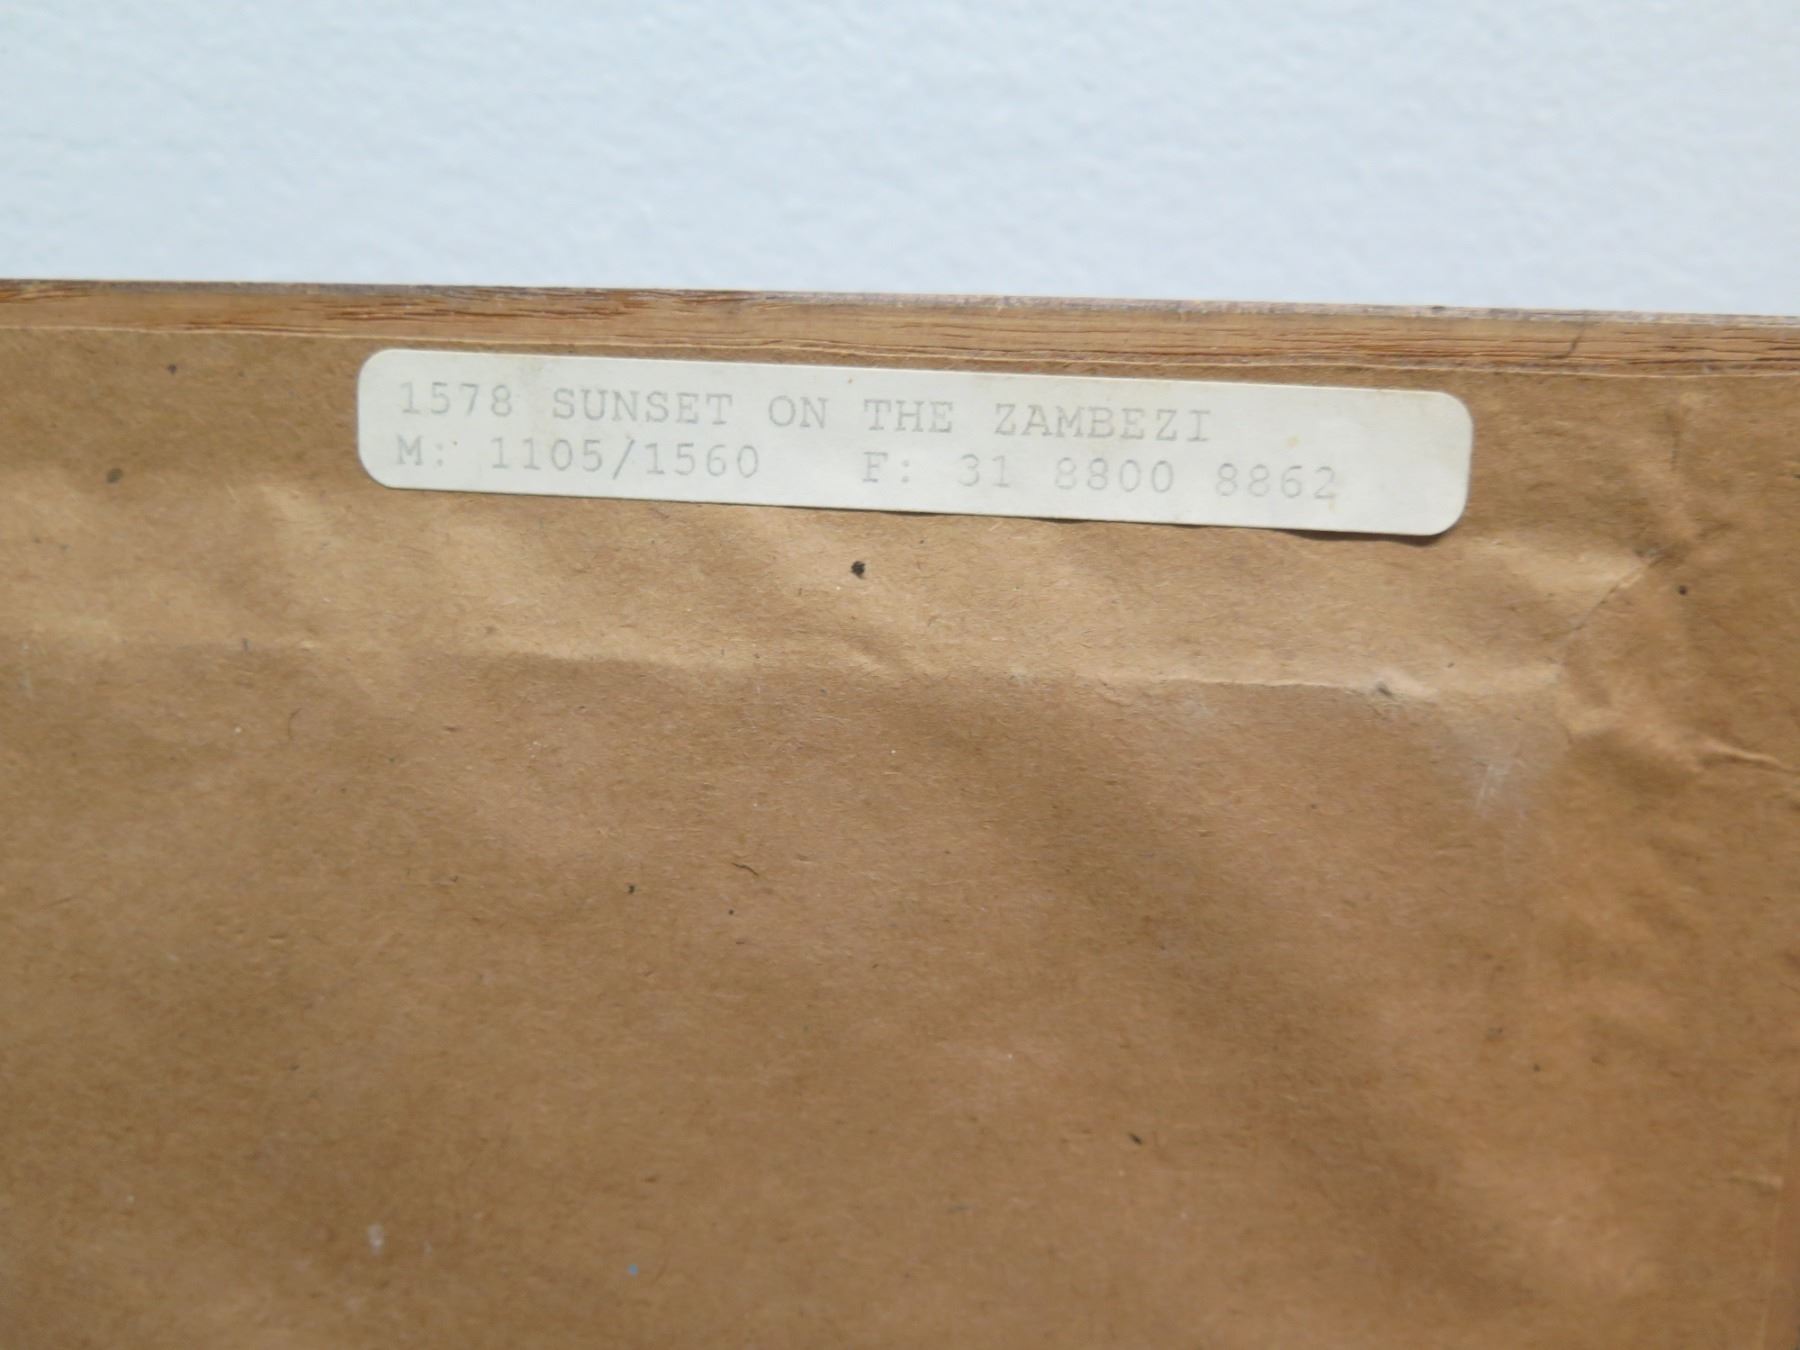 1578 SUNSET ON THE ZAMBEZI
M: 1105/1560 F: 31 8800 8862